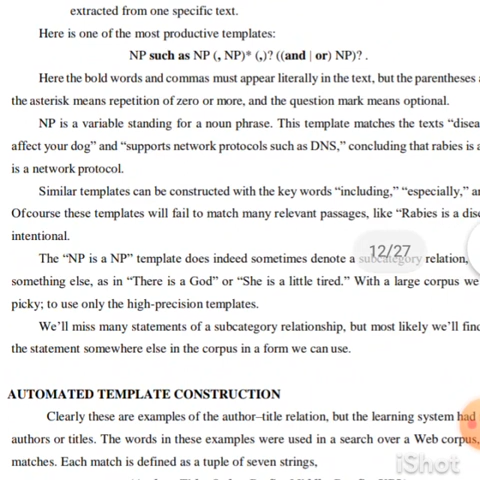 extracted from one specific text.
Here is one of the most productive templates:
NP such as NP (, NP)* (,)? ((and | or) NP)? .
Here the bold words and commas must appear literally in the text, but the parentheses
the asterisk means repetition of zero or more, and the question mark means optional.
NP is a variable standing for a noun phrase. This template matches the texts “disea
affect your dog” and “supports network protocols such as DNS,” concluding that rabies is a
is a network protocol.
Similar templates can be constructed with the key words “including,” “especially,” a
Ofcourse these templates will fail to match many relevant passages, like “Rabies is a dis
intentional.
The “NP is a NP” template does indeed sometimes denote a subcategory relation,
something else, as in “There is a God” or “She is a little tired.” With a large corpus we
picky; to use only the high-precision templates.
We’ll miss many statements of a subcategory relationship, but most likely we’ll find
the statement somewhere else in the corpus in a form we can use.
12/27
AUTOMATED TEMPLATE CONSTRUCTION
Clearly these are examples of the author–title relation, but the learning system had
authors or titles. The words in these examples were used in a search over a Web corpus,
matches. Each match is defined as a tuple of seven strings,
iShot